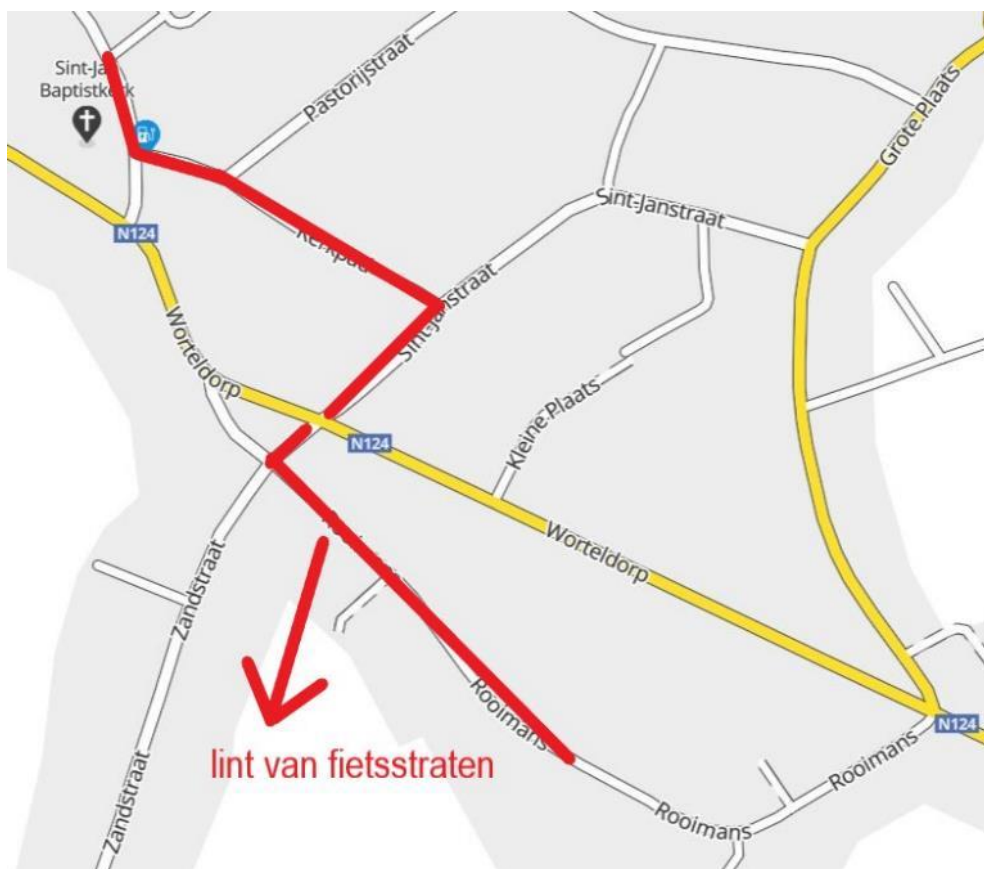 Sint-Ja
Baptistkerk
Pastorijstraat
Grote Plaats
Sint-Janstraat
N124
Sint-Janstraat
Worteldorp
N124
Kleine Plaats
Worteldorp
Zandstraat
Rooimans
N124
lint van fietsstraten
Rooimans
Zandstraat
Rooimans